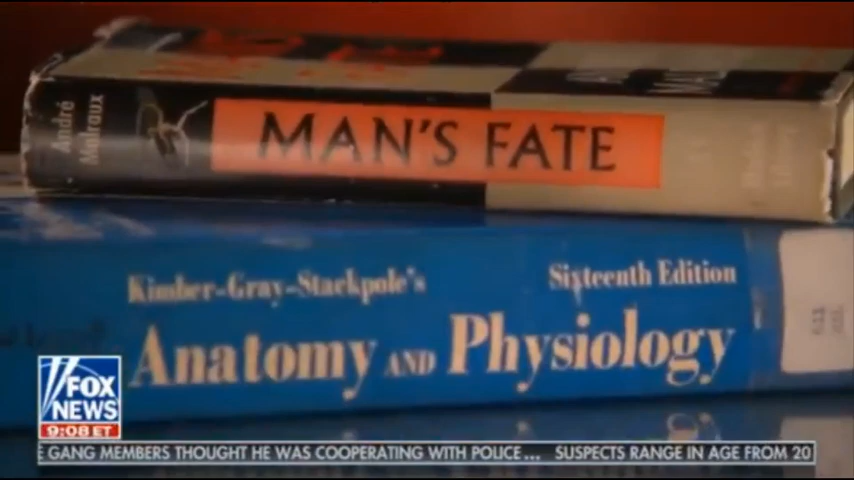 André
Malraux
MAN'S FATE
Kimber-Gray-Stackpole's
Sixteenth Edition
Anatomy AND Physiology
FOX
NEWS
9:08 ET
E GANG MEMBERS THOUGHT HE WAS COOPERATING WITH POLICE... SUSPECTS RANGE IN AGE FROM 20